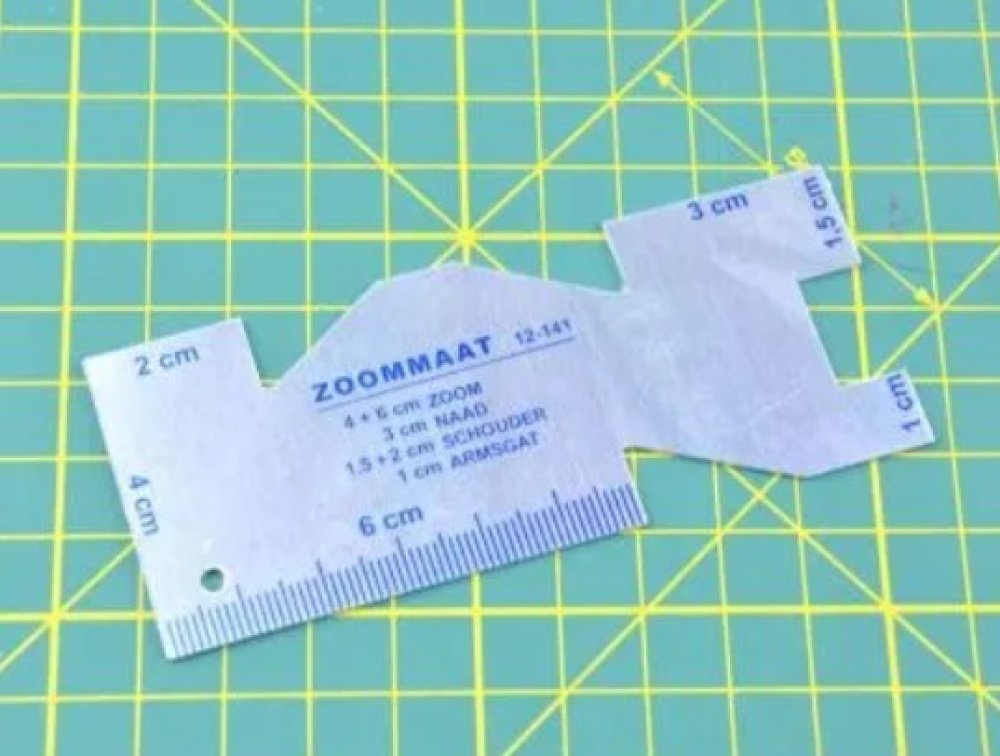 3 cm
1,5 cm
2 cm
ZOOMMAAT 12-141
4 + 6 cm ZOOM
3 cm NAAD
1,5 + 2 cm SCHOUDER
1 cm ARMSGAT
1 cm
4 cm
6 cm